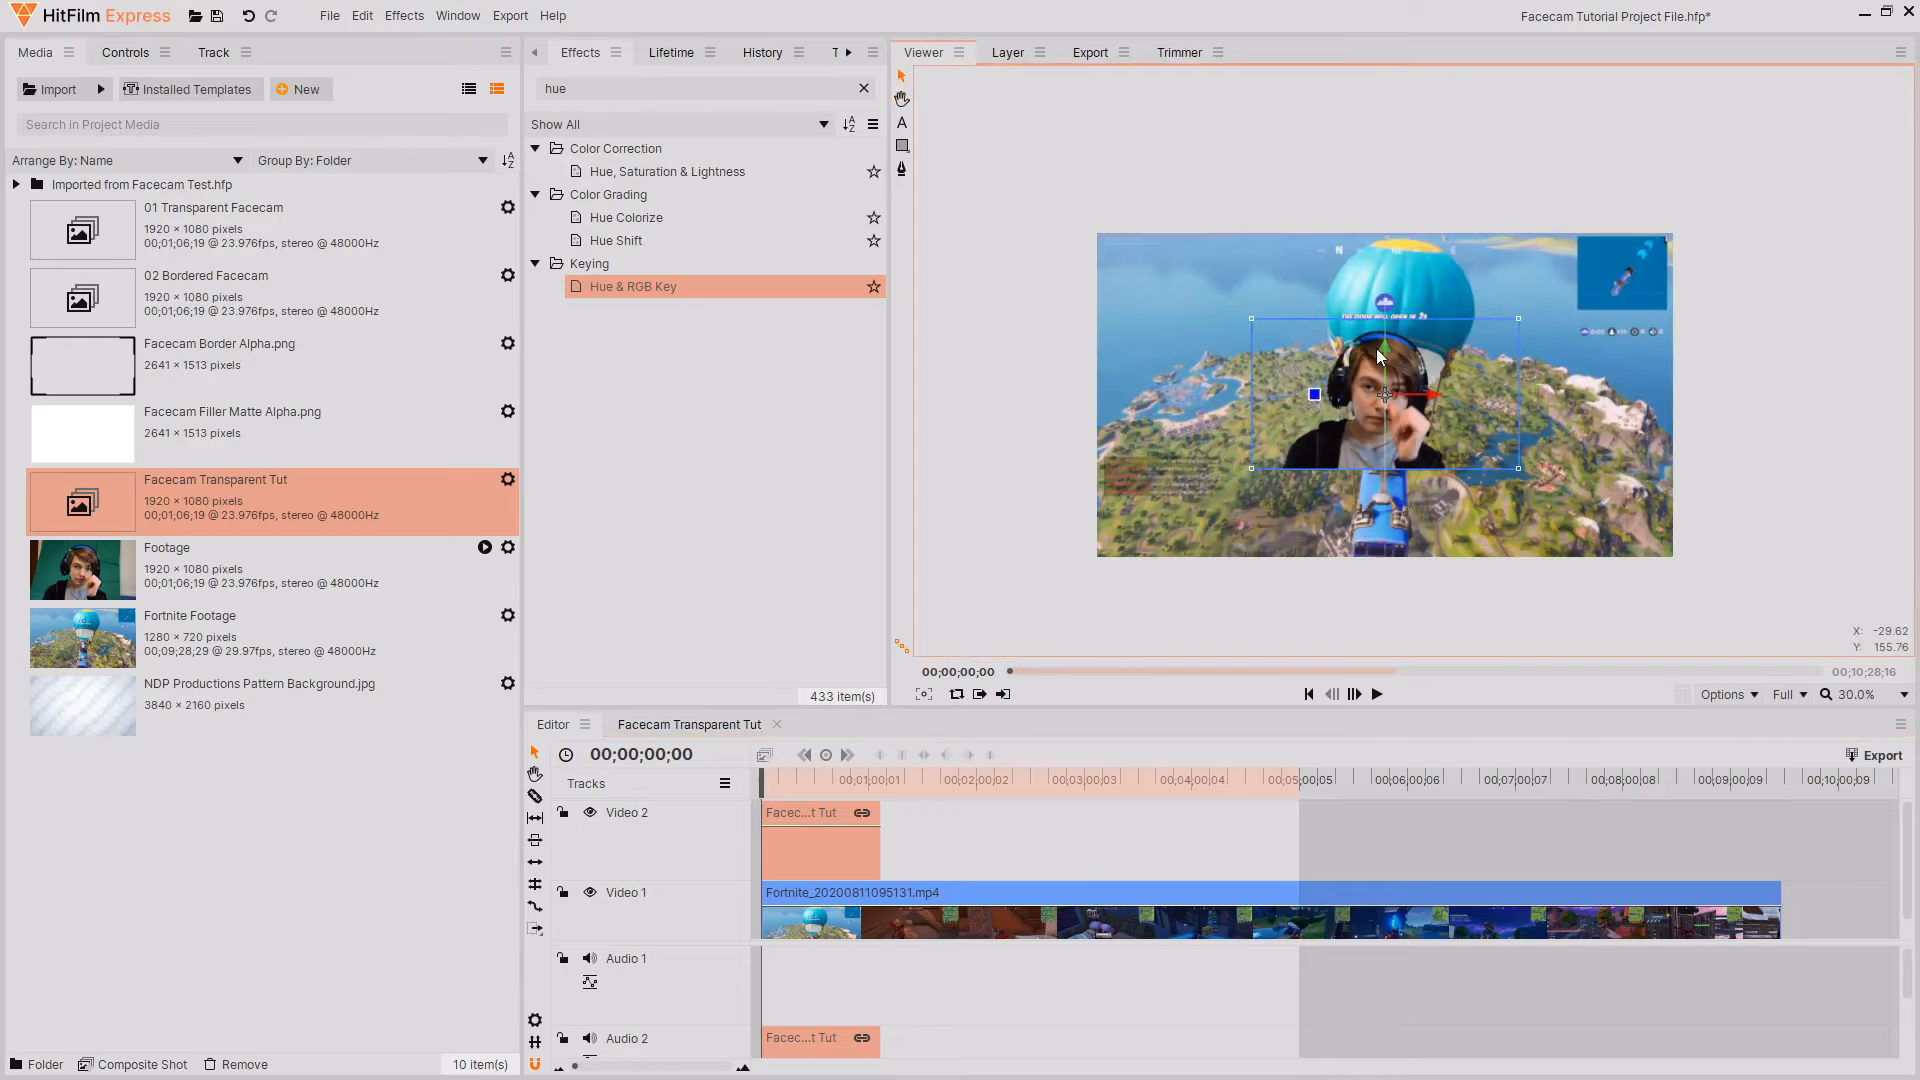 HitFilm Express
File Edit Effects Window Export Help
Facecam Tutorial Project File.hfp*
Media Controls Track
Effects Lifetime History T
Viewer Layer Export Trimmer
Import Installed Templates New
hue
Search in Project Media
Show All
Arrange By: Name Group By: Folder
Imported from Facecam Test.hfp
01 Transparent Facecam
1920 × 1080 pixels
00;01;06;19 @ 23.976fps, stereo @ 48000Hz
02 Bordered Facecam
1920 × 1080 pixels
00;01;06;19 @ 23.976fps, stereo @ 48000Hz
Facecam Border Alpha.png
2641 × 1513 pixels
Facecam Filler Matte Alpha.png
2641 × 1513 pixels
Facecam Transparent Tut
1920 × 1080 pixels
00;01;06;19 @ 23.976fps, stereo @ 48000Hz
Footage
1920 × 1080 pixels
00;01;06;19 @ 23.976fps, stereo @ 48000Hz
Fortnite Footage
1280 × 720 pixels
00;09;28;29 @ 29.97fps, stereo @ 48000Hz
NDP Productions Pattern Background.jpg
3840 × 2160 pixels
Folder Composite Shot Remove 10 item(s)
Color Correction
Hue, Saturation & Lightness
Color Grading
Hue Colorize
Hue Shift
Keying
Hue & RGB Key
433 item(s)
A
N
E
THE DOOR WILL OPEN IN 2s
X: -29.62
Y: 155.76
00;00;00;00 00;10;28;16
Options Full 30.0%
Editor Facecam Transparent Tut
00;00;00;00 Export
Tracks 00;01;00;01 00;02;00;02 00;03;00;03 00;04;00;04 00;05;00;05 00;06;00;06 00;07;00;07 00;08;00;08 00;09;00;09 00;10;00;09
Video 2 Facec...t Tut
Video 1 Fortnite_20200811095131.mp4
Audio 1
Audio 2 Facec...t Tut